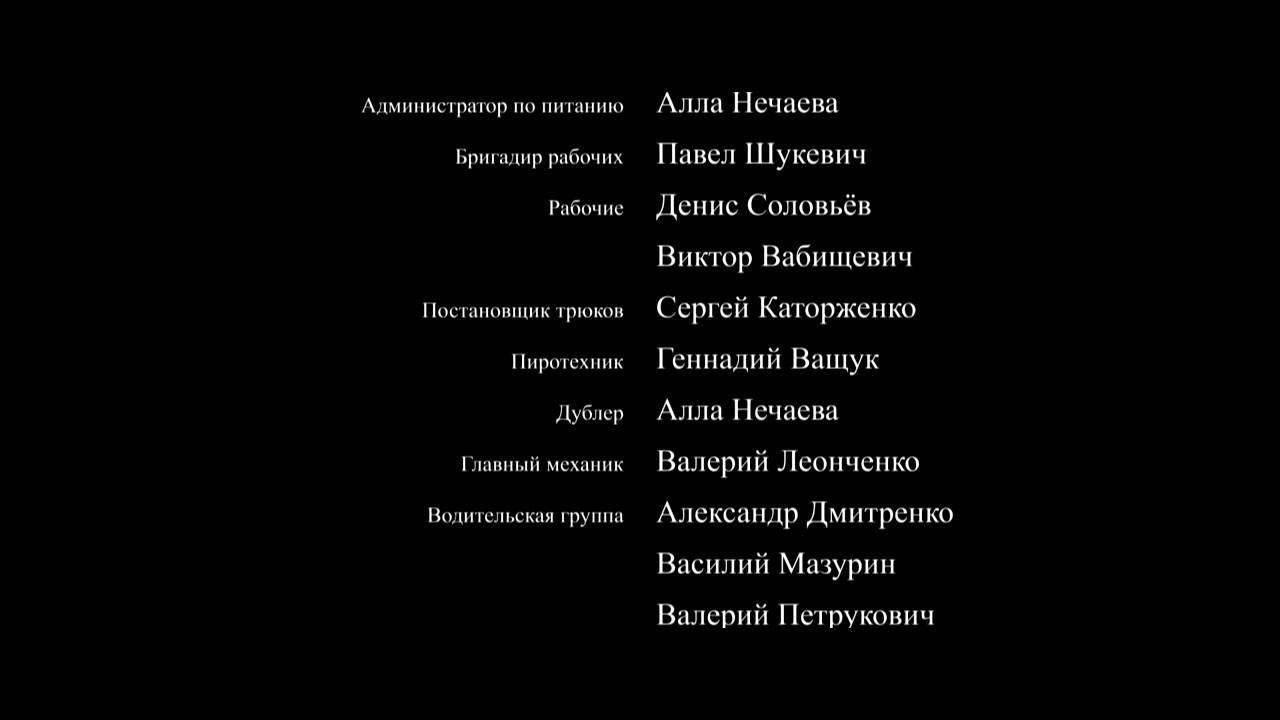 Администратор по питанию Алла Нечаева
Бригадир рабочих Павел Шукевич
Рабочие Денис Соловьёв
Виктор Вабищевич
Постановщик трюков Сергей Каторженко
Пиротехник Геннадий Ващук
Дублер Алла Нечаева
Главный механик Валерий Леонченко
Водительская группа Александр Дмитренко
Василий Мазурин
Валерий Петрукович